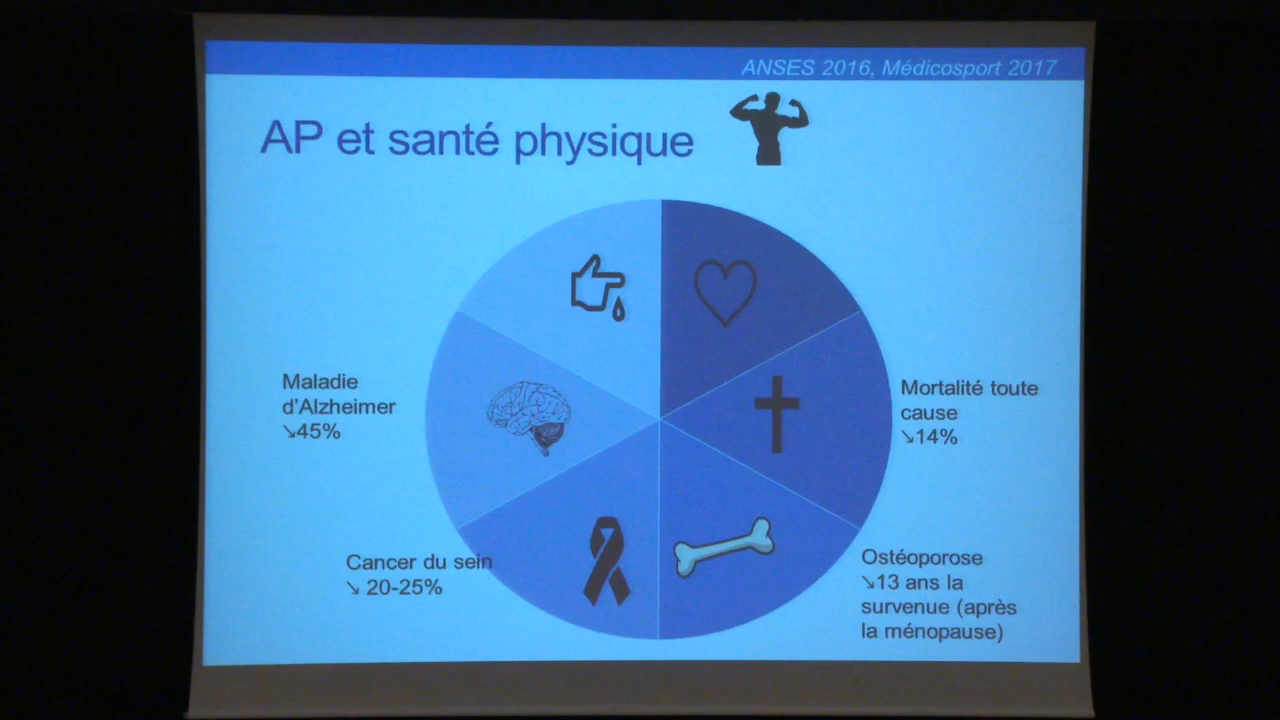 ANSES 2016, Médicosport 2017
AP et santé physique
Maladie
d'Alzheimer
↘45%
Mortalité toute
cause
↘14%
Cancer du sein
↘ 20-25%
Ostéoporose
↘13 ans la
survenue (après
la ménopause)